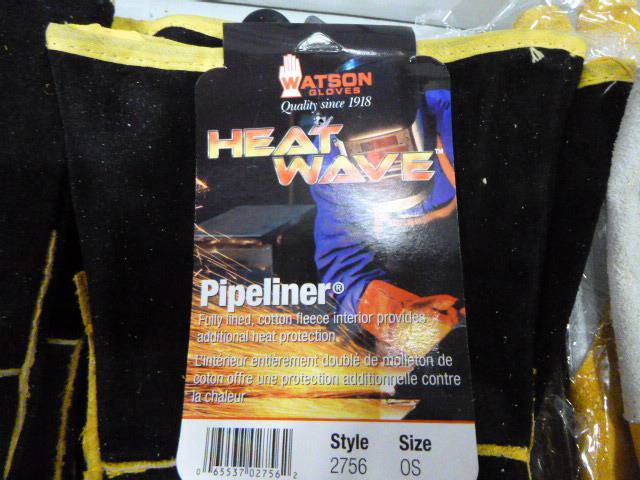 WATSON
GLOVES
Quality since 1918
HEAT
WAVE™
Pipeliner®
Fully lined, cotton fleece interior provides
additional heat protection
L'intérieur entièrement doublé de molleton de
coton offre une protection additionnelle contre
la chaleur
Style Size
2756 OS
0 65537 02756 2